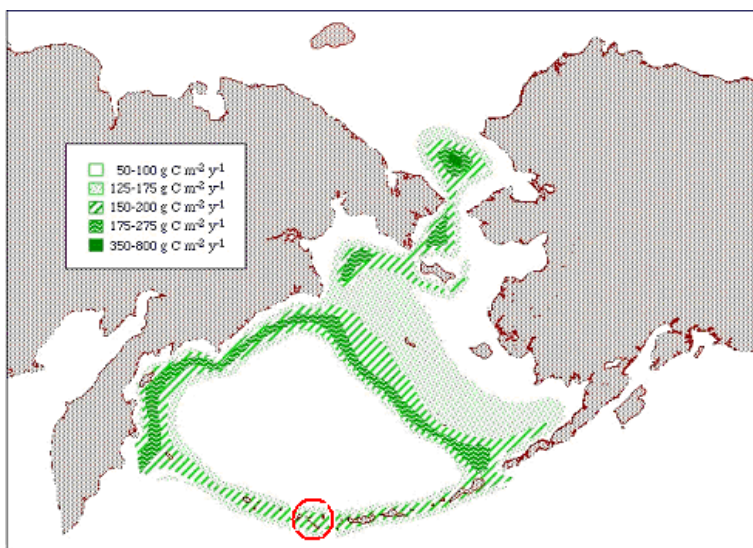 50-100 g C m-2 y-1
125-175 g C m-2 y-1
150-200 g C m-2 y-1
175-275 g C m-2 y-1
350-800 g C m-2 y-1